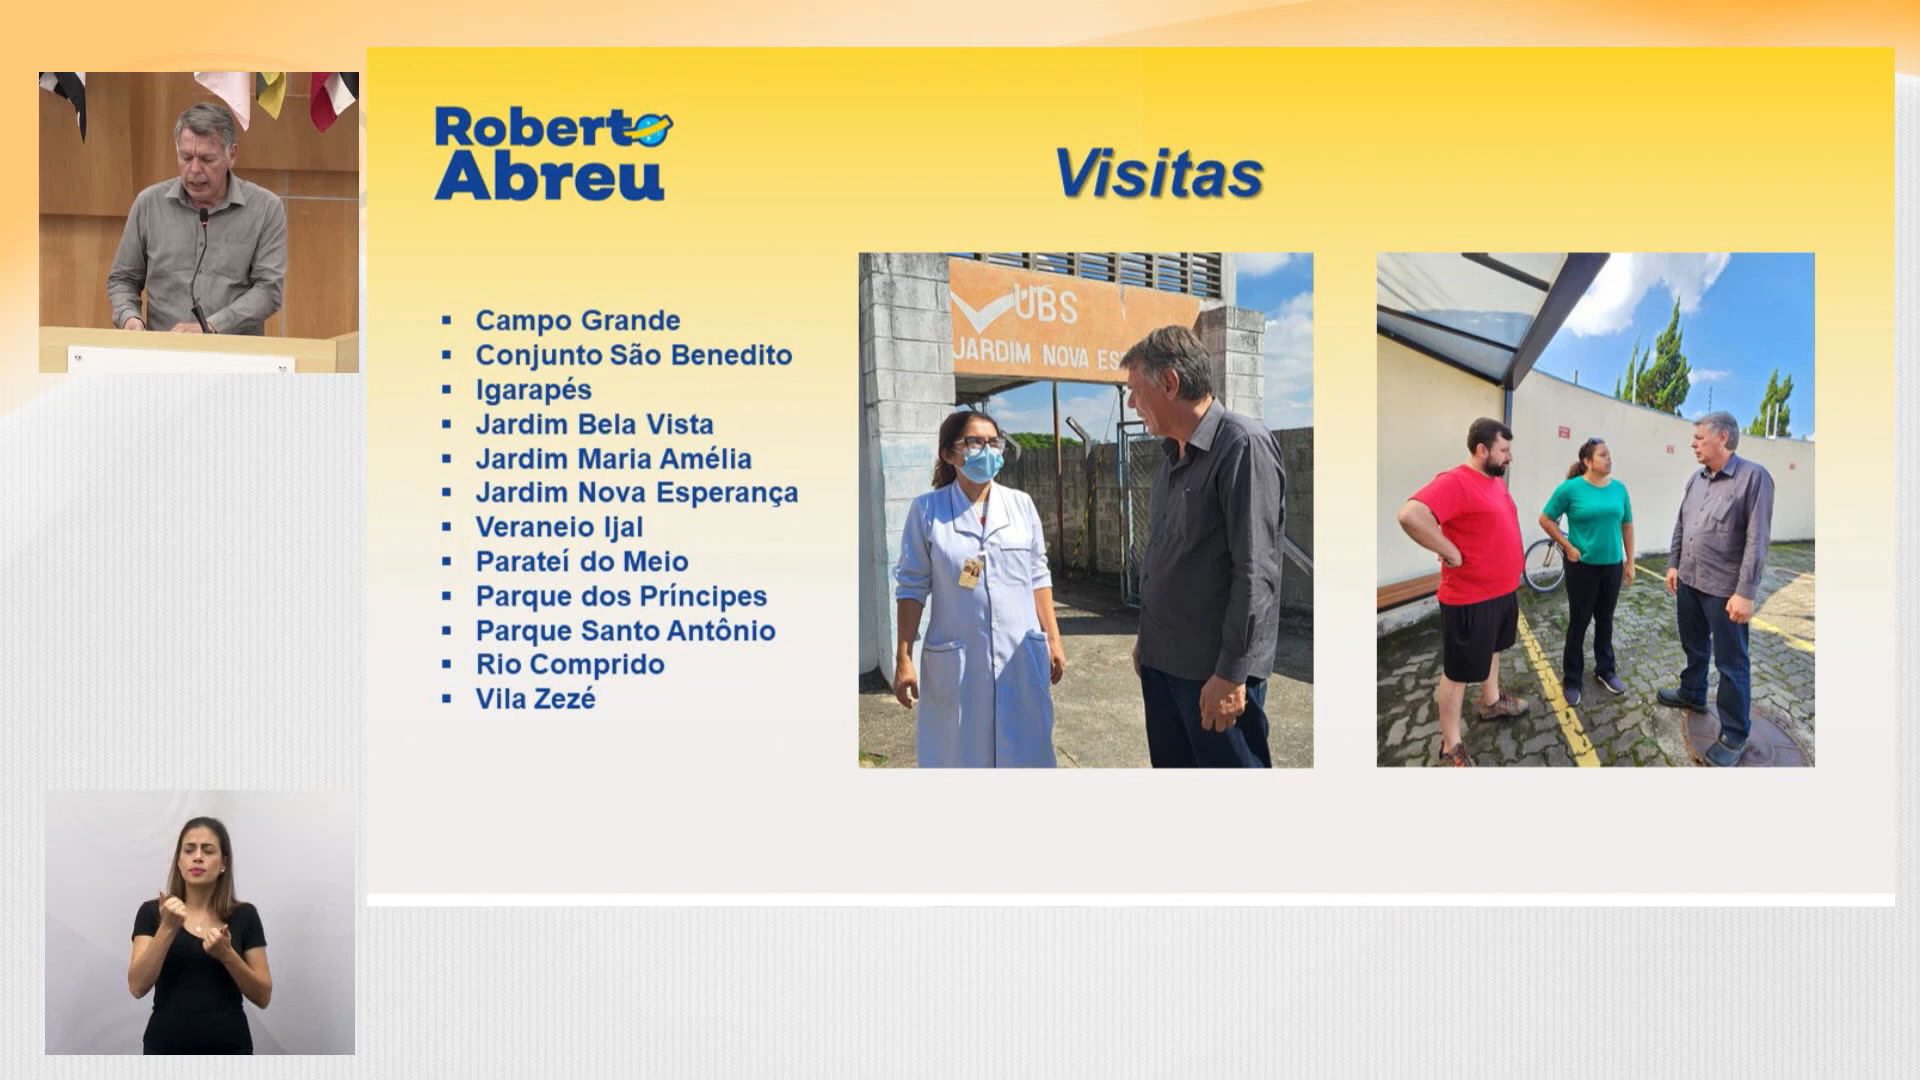 Roberto
Abreu
Visitas
Campo Grande
Conjunto São Benedito
Igarapés
Jardim Bela Vista
Jardim Maria Amélia
Jardim Nova Esperança
Veraneio Ijal
Parateí do Meio
Parque dos Príncipes
Parque Santo Antônio
Rio Comprido
Vila Zezé
UBS
JARDIM NOVA ES